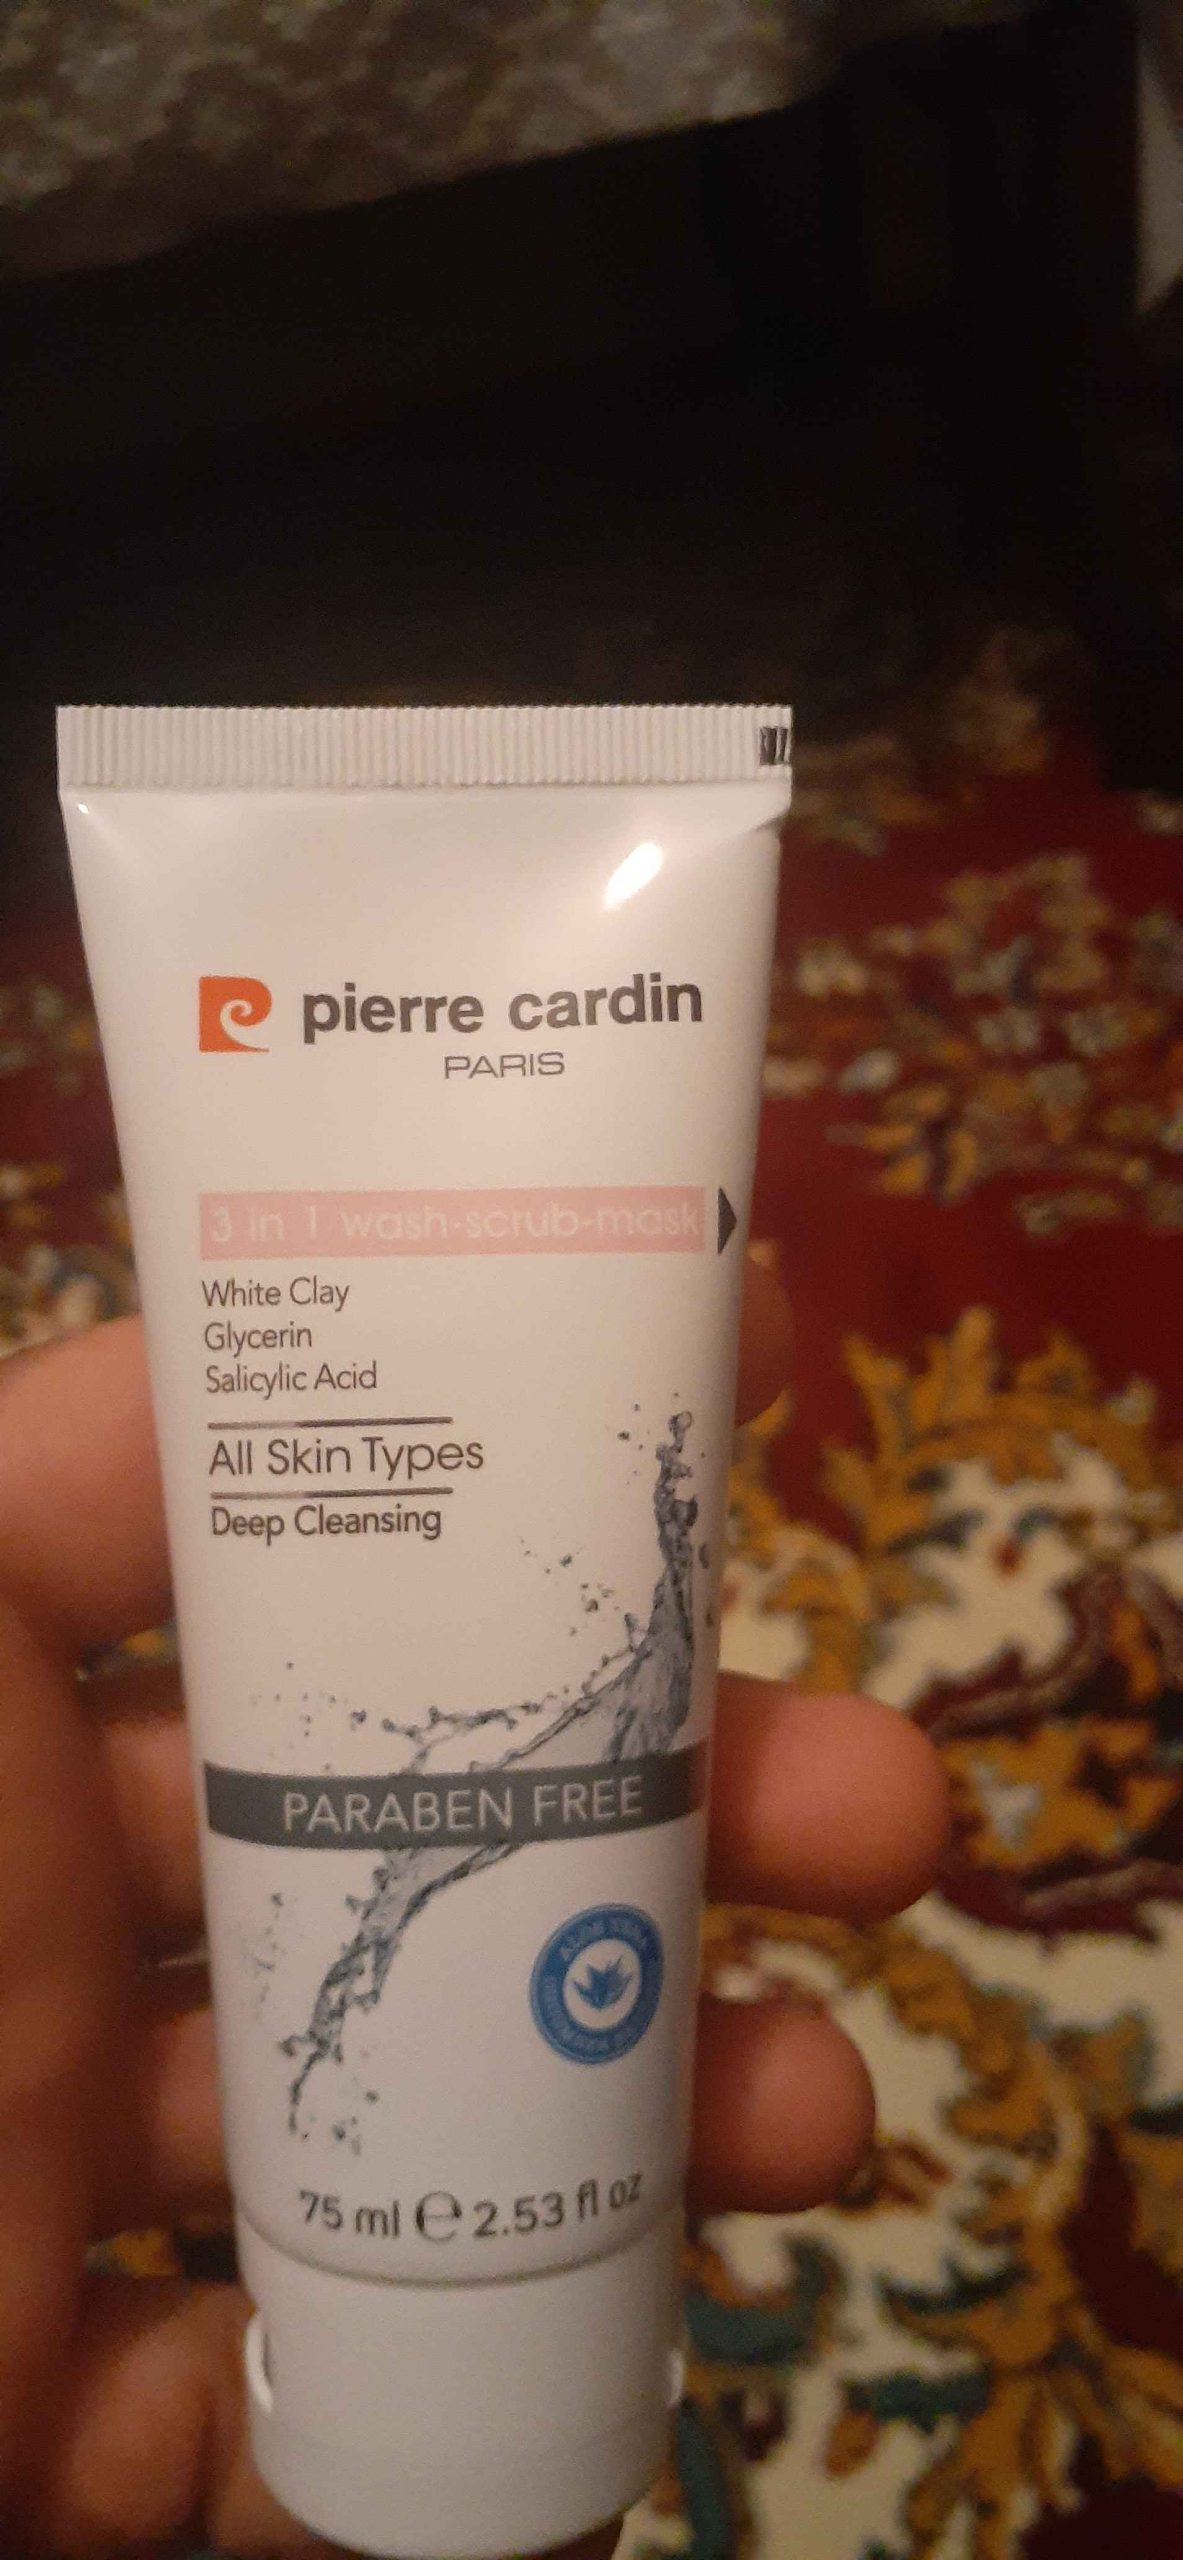 pierre cardin
PARIS
3 in 1 wash-scrub-mask
White Clay
Glycerin
Salicylic Acid
All Skin Types
Deep Cleansing
PARABEN FREE
75 ml ℮ 2.53 fl oz